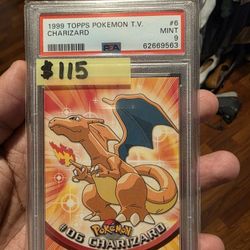 1999 TOPPS POKEMON T.V. #6
CHARIZARD MINT
9
PSA 62669563
$115
POKéMON
#06 CHARIZARD